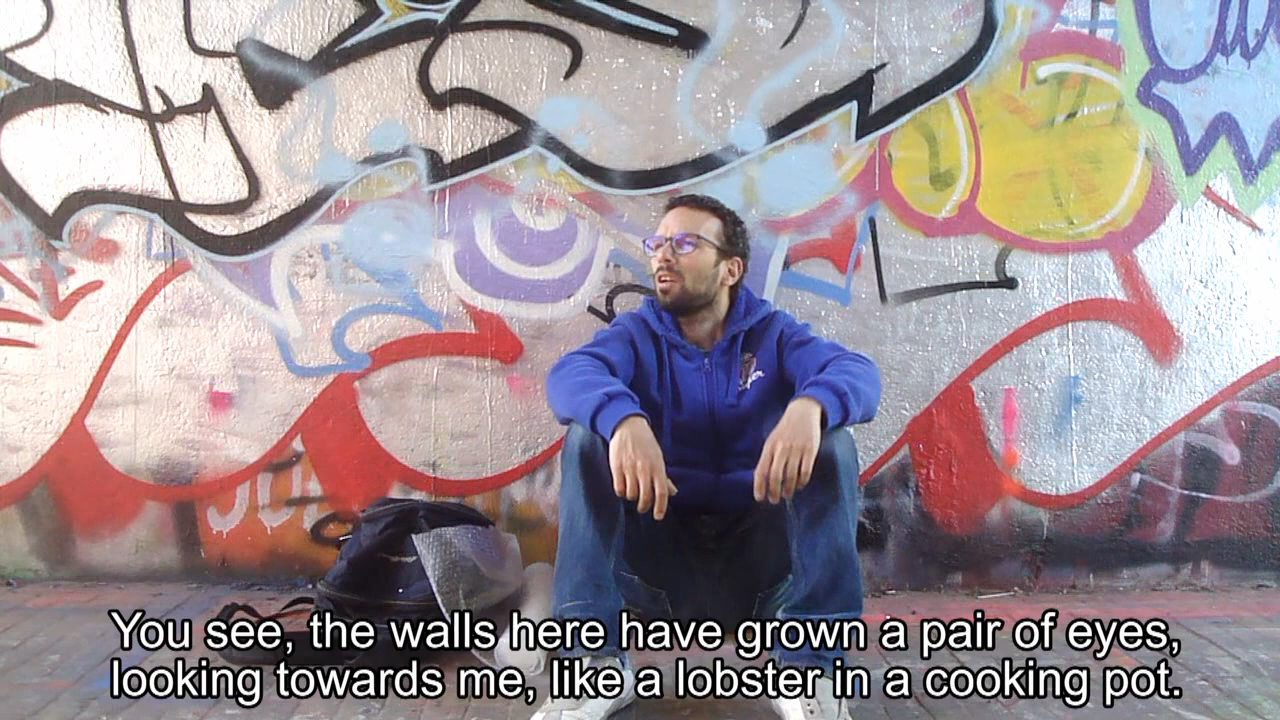 You see, the walls here have grown a pair of eyes,
looking towards me, like a lobster in a cooking pot.